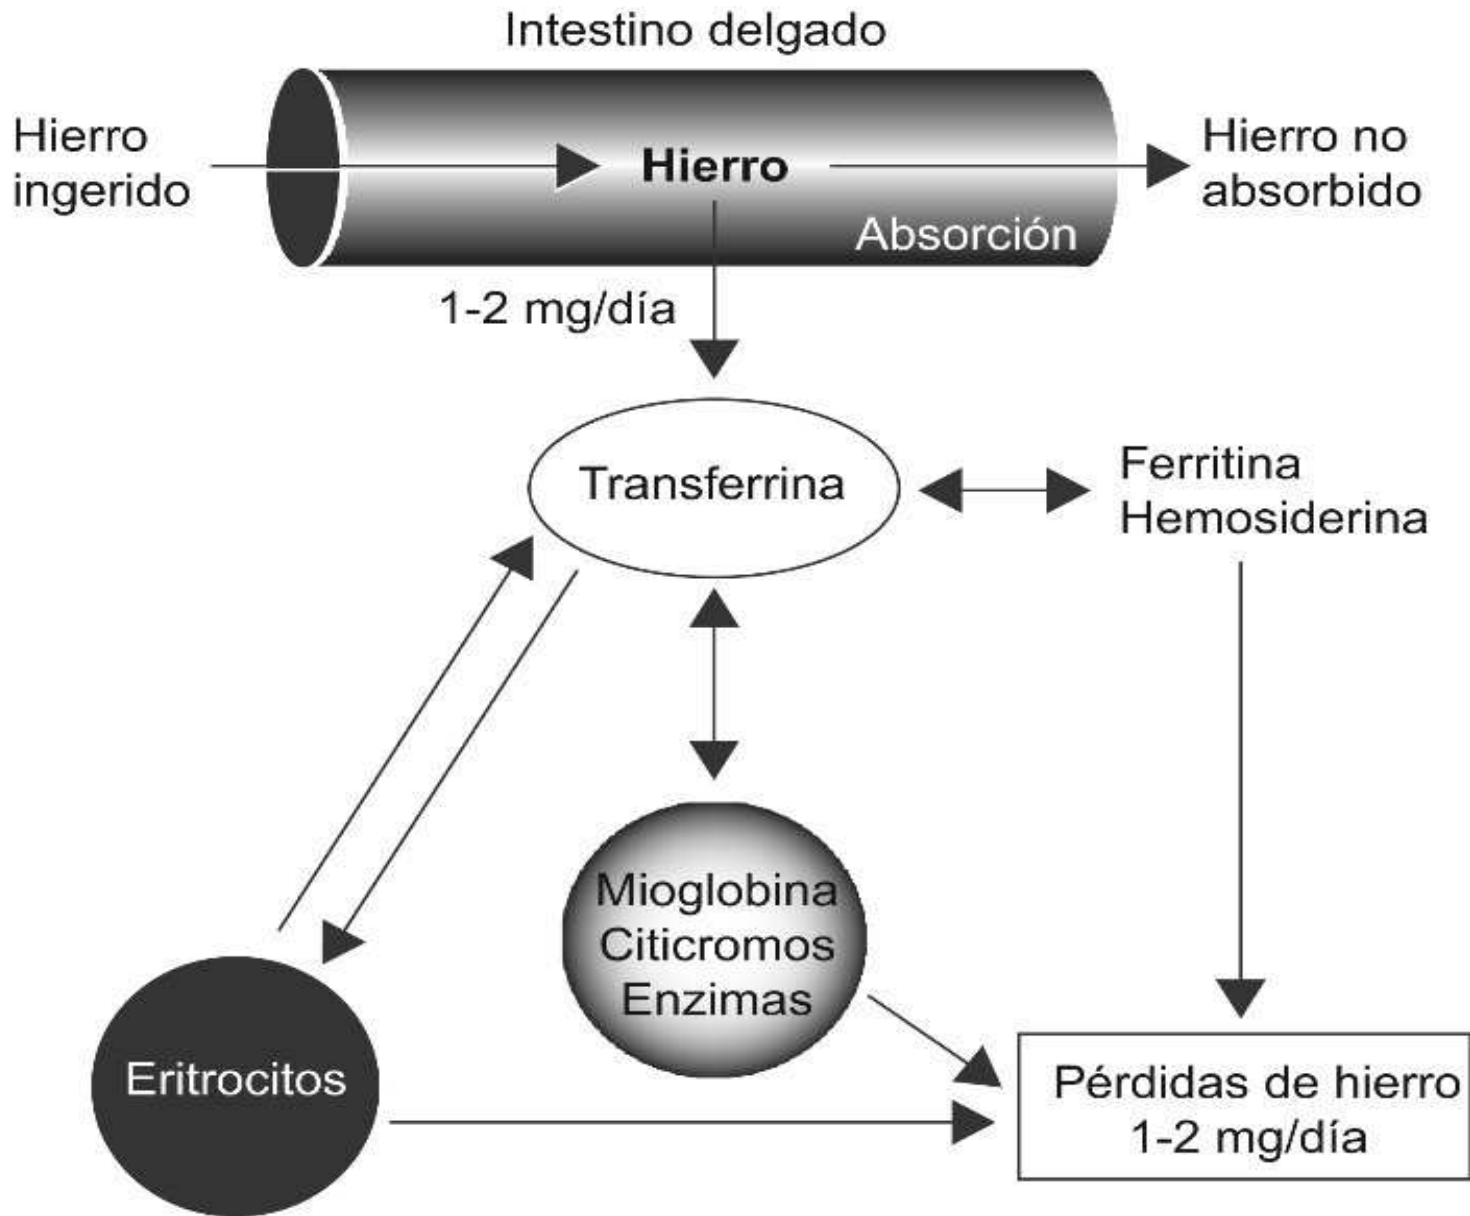 Intestino delgado
Hierro
ingerido
Hierro
Hierro no
absorbido
Absorción
1-2 mg/día
Transferrina
Ferritina
Hemosiderina
Mioglobina
Citicromos
Enzimas
Eritrocitos
Pérdidas de hierro
1-2 mg/día